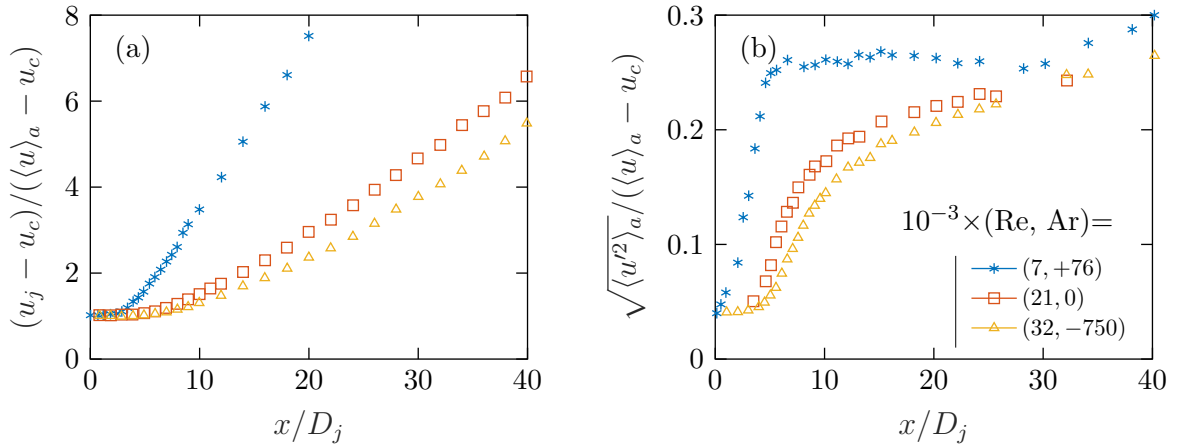 (a)
(u_j − u_c)/(⟨u⟩_a − u_c)
8
6
4
2
0
0 10 20 30 40
x/D_j
(b)
√⟨u′²⟩_a/(⟨u⟩_a − u_c)
0.3
0.2
0.1
0
0 10 20 30 40
x/D_j
10⁻³×(Re, Ar)=
(7, +76)
(21, 0)
(32, −750)